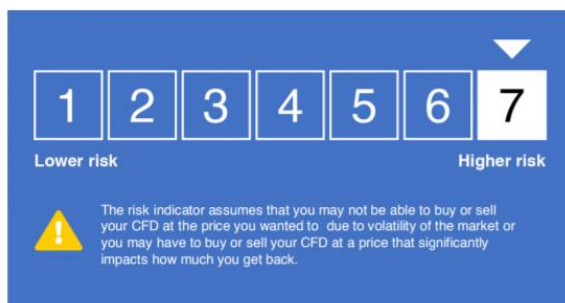 1 2 3 4 5 6 7
Lower risk Higher risk
The risk indicator assumes that you may not be able to buy or sell
your CFD at the price you wanted to due to volatility of the market or
you may have to buy or sell your CFD at a price that significantly
impacts how much you get back.